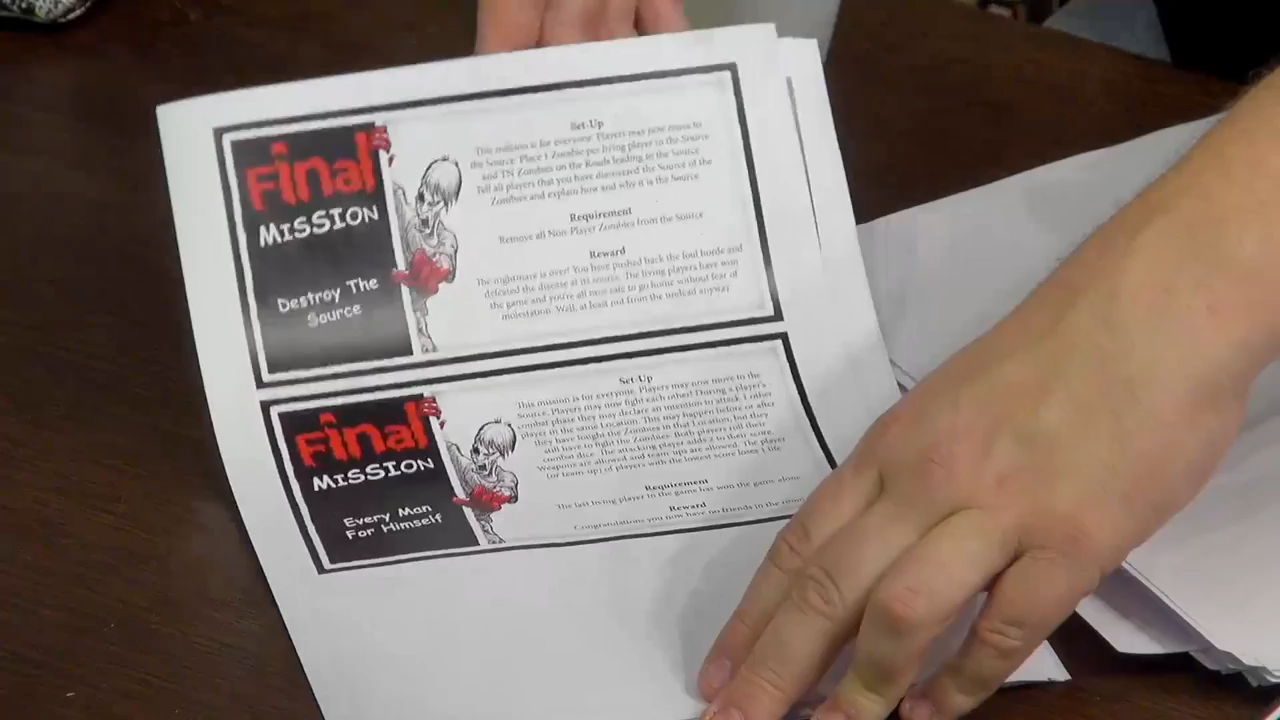 Final
MISSION
Destroy The
Source
Set-Up
This mission is for everyone. Players may now move to
the Source. Place 1 Zombie per living player in the Source
and TN Zombies on the Roads leading to the Source
Tell all players that you have discovered the Source of the
Zombies and explain how and why it is the Source
Requirement
Remove all Non-Player Zombies from the Source
Reward
The nightmare is over! You have pushed back the foul horde and
defeated the disease at its source. The living players have won
the game and you're all now safe to go home without fear of
molestation. Well, at least not from the undead anyway
Final
MISSION
Every Man
For Himself
Set-Up
This mission is for everyone. Players may now move to the
Source. Players may now fight each other! During a player's
combat phase they may declare an intention to attack 1 other
player in the same Location. This may happen before or after
they have fought the Zombies in that Location, but they
still have to fight the Zombies. Both players roll their
combat dice. The attacking player adds 2 to their score.
Weapons are allowed and team-ups are allowed. The player
(or team-up) of players with the lowest score loses 1 life
Requirement
The last living player in the game has won the game alone
Reward
Congratulations you now have no friends in the room